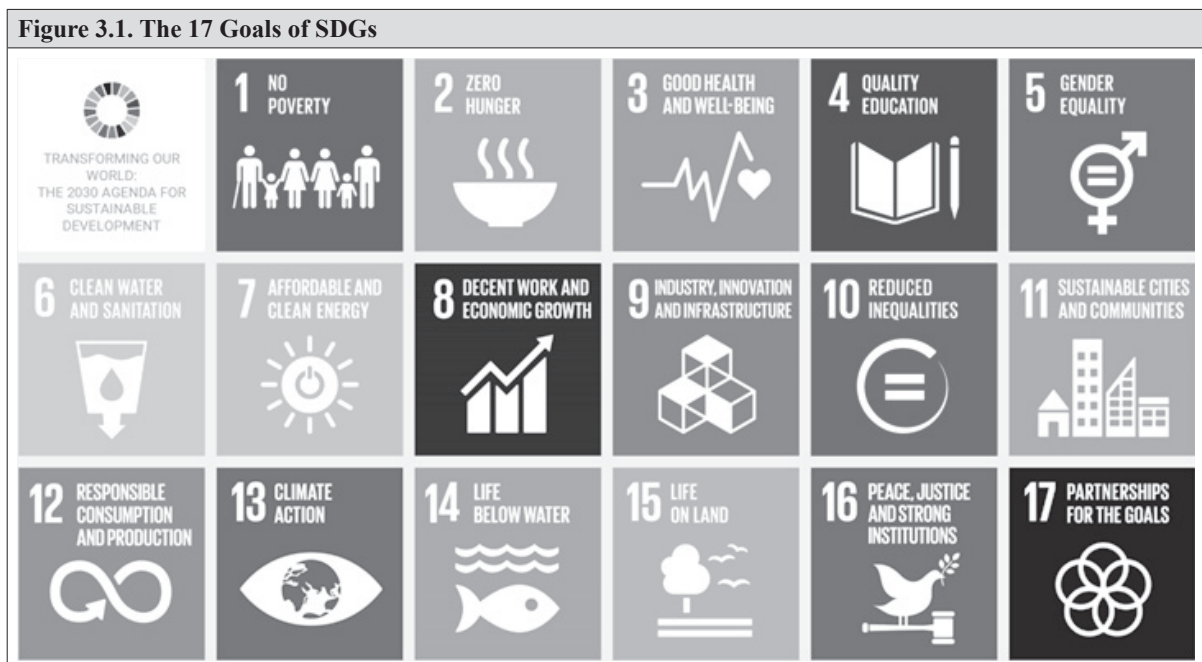 Figure 3.1. The 17 Goals of SDGs
TRANSFORMING OUR
WORLD:
THE 2030 AGENDA FOR
SUSTAINABLE
DEVELOPMENT
1 NO
POVERTY
2 ZERO
HUNGER
3 GOOD HEALTH
AND WELL-BEING
4 QUALITY
EDUCATION
5 GENDER
EQUALITY
6 CLEAN WATER
AND SANITATION
7 AFFORDABLE AND
CLEAN ENERGY
8 DECENT WORK AND
ECONOMIC GROWTH
9 INDUSTRY, INNOVATION
AND INFRASTRUCTURE
10 REDUCED
INEQUALITIES
11 SUSTAINABLE CITIES
AND COMMUNITIES
12 RESPONSIBLE
CONSUMPTION
AND PRODUCTION
13 CLIMATE
ACTION
14 LIFE
BELOW WATER
15 LIFE
ON LAND
16 PEACE, JUSTICE
AND STRONG
INSTITUTIONS
17 PARTNERSHIPS
FOR THE GOALS